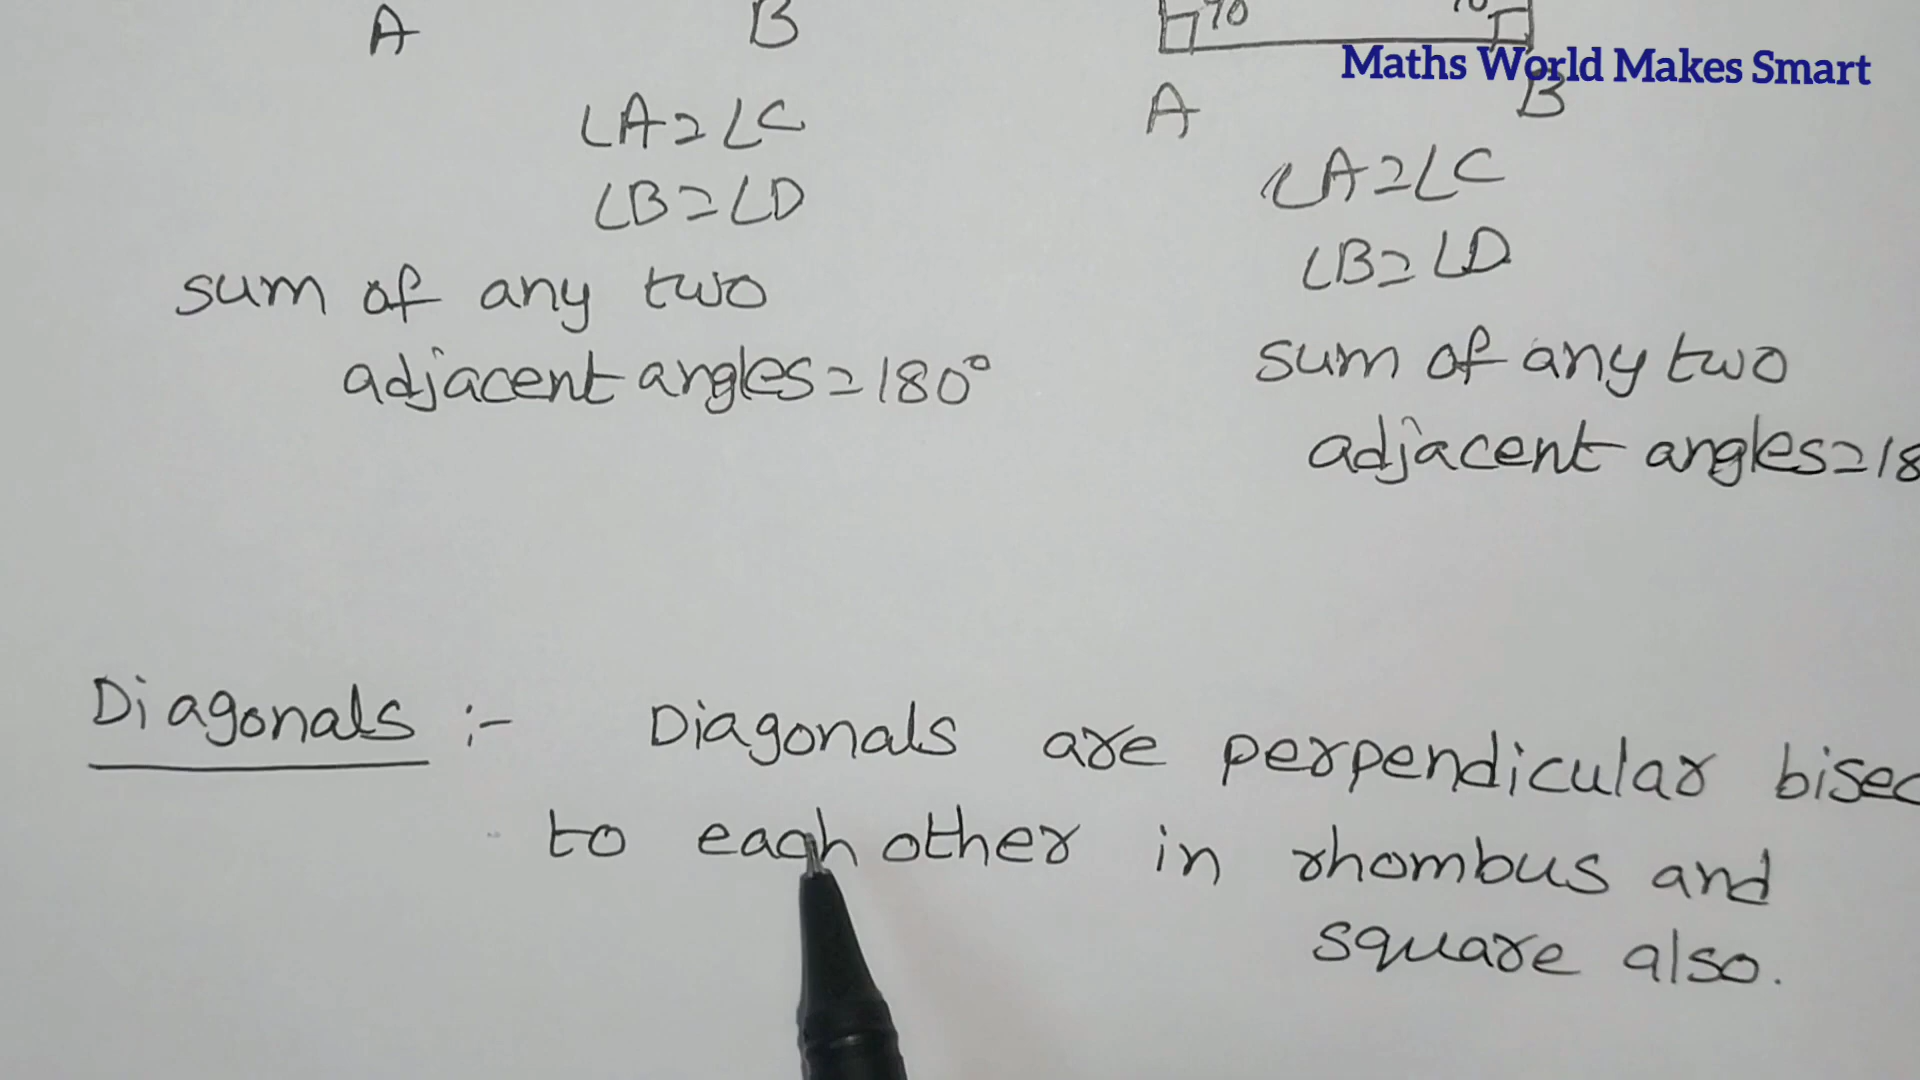 A B
∠A=∠C
∠B=∠D
sum of any two
adjacent angles=180°
90
Maths World Makes Smart
A B
∠A=∠C
∠B=∠D
sum of any two
adjacent angles=18
Diagonals :- Diagonals are perpendicular bisec
to each other in rhombus and
square also.